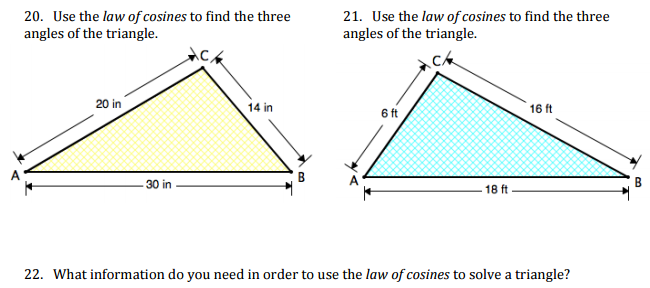 20. Use the law of cosines to find the three
angles of the triangle.
C
20 in
14 in
A
B
30 in
21. Use the law of cosines to find the three
angles of the triangle.
C
6 ft
16 ft
A
B
18 ft
22. What information do you need in order to use the law of cosines to solve a triangle?